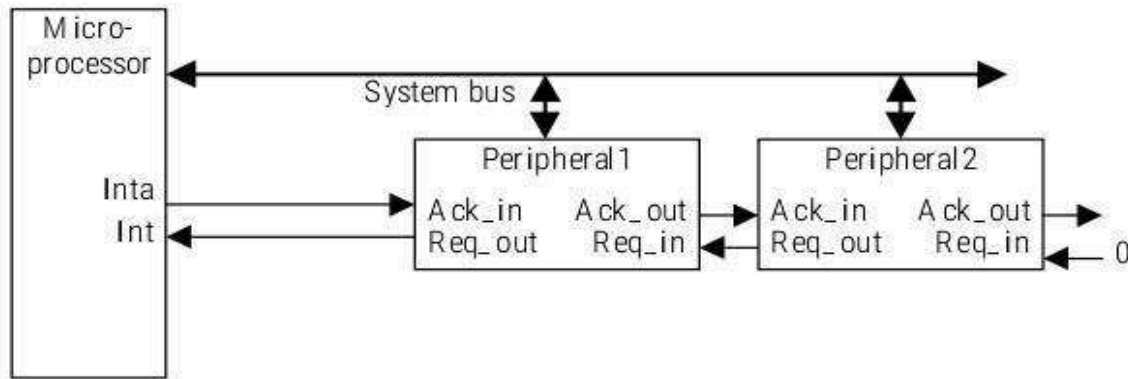 Micro-
processor
System bus
Peripheral1
Peripheral2
Inta
Ack_in
Ack_out
Ack_in
Ack_out
Int
Req_out
Req_in
Req_out
Req_in
0